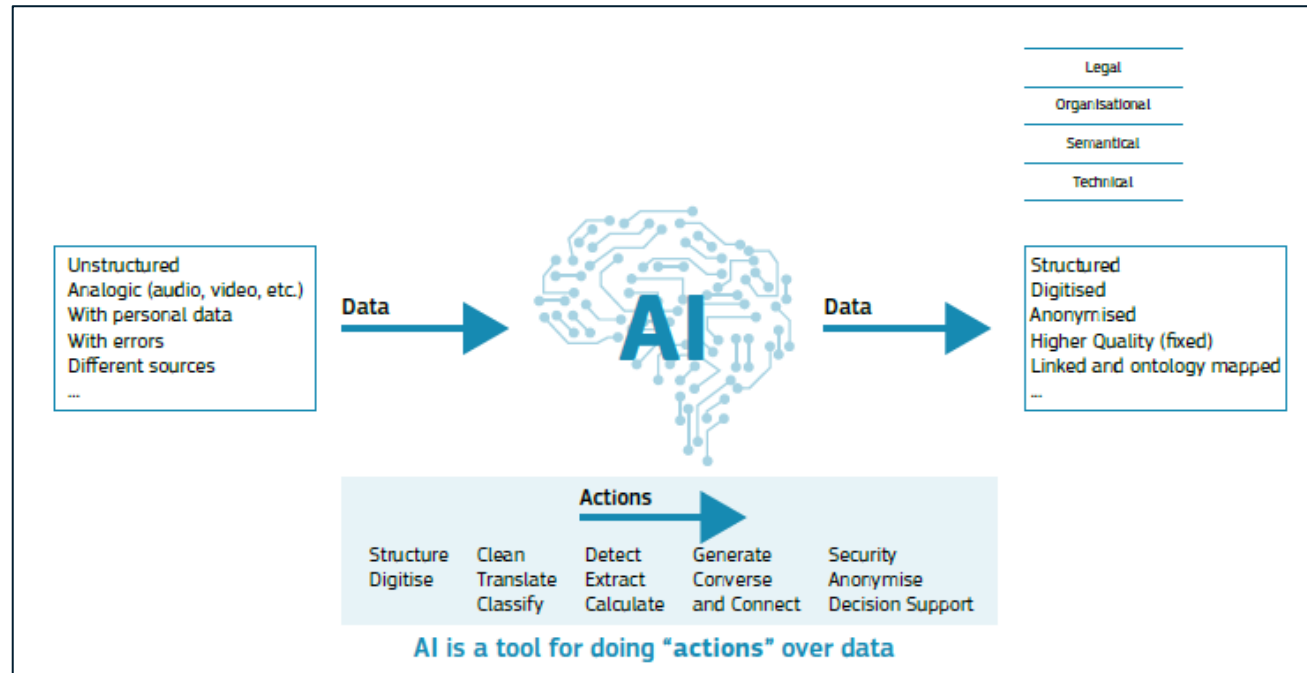 Legal
Organisational
Semantical
Technical
Unstructured
Analogic (audio, video, etc.)
With personal data
With errors
Different sources
...
Data
AI
Data
Structured
Digitised
Anonymised
Higher Quality (fixed)
Linked and ontology mapped
...
Actions
Structure Clean Detect Generate Security
Digitise Translate Extract Converse Anonymise
Classify Calculate and Connect Decision Support
AI is a tool for doing “actions” over data